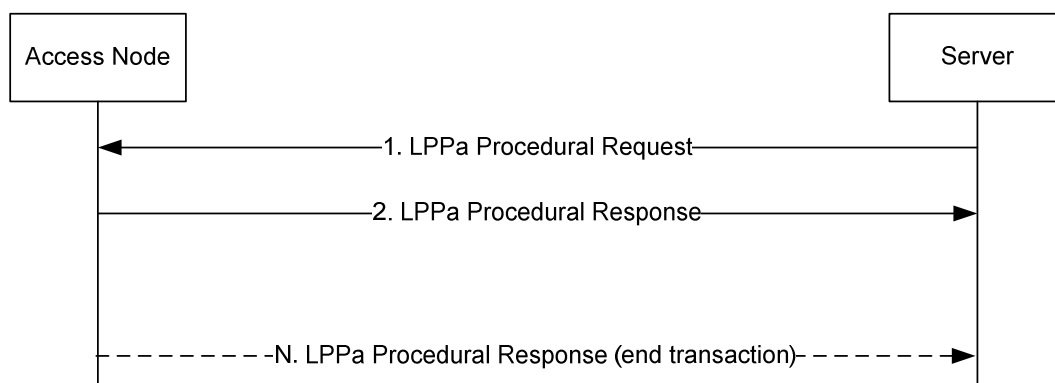 Access Node
Server
1. LPPa Procedural Request
2. LPPa Procedural Response
N. LPPa Procedural Response (end transaction)